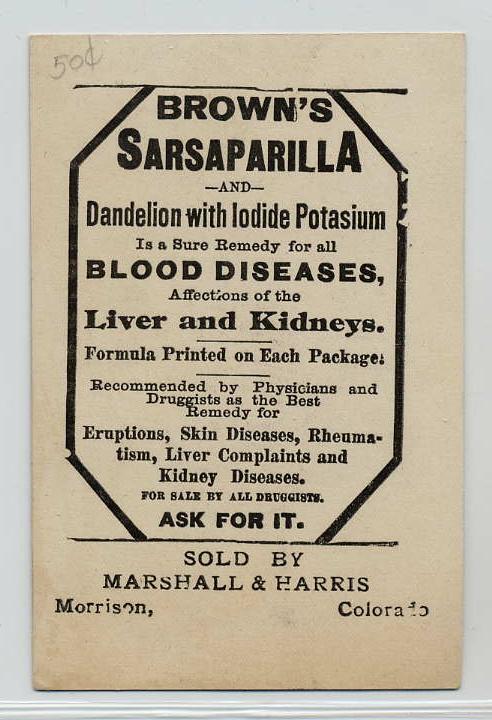 50¢
BROWN'S
SARSAPARILLA
—AND—
Dandelion with Iodide Potasium
Is a Sure Remedy for all
BLOOD DISEASES,
Affections of the
Liver and Kidneys.
Formula Printed on Each Package.
Recommended by Physicians and
Druggists as the Best
Remedy for
Eruptions, Skin Diseases, Rheuma-
tism, Liver Complaints and
Kidney Diseases.
FOR SALE BY ALL DRUGGISTS.
ASK FOR IT.
SOLD BY
MARSHALL & HARRIS
Morrison, Colorado